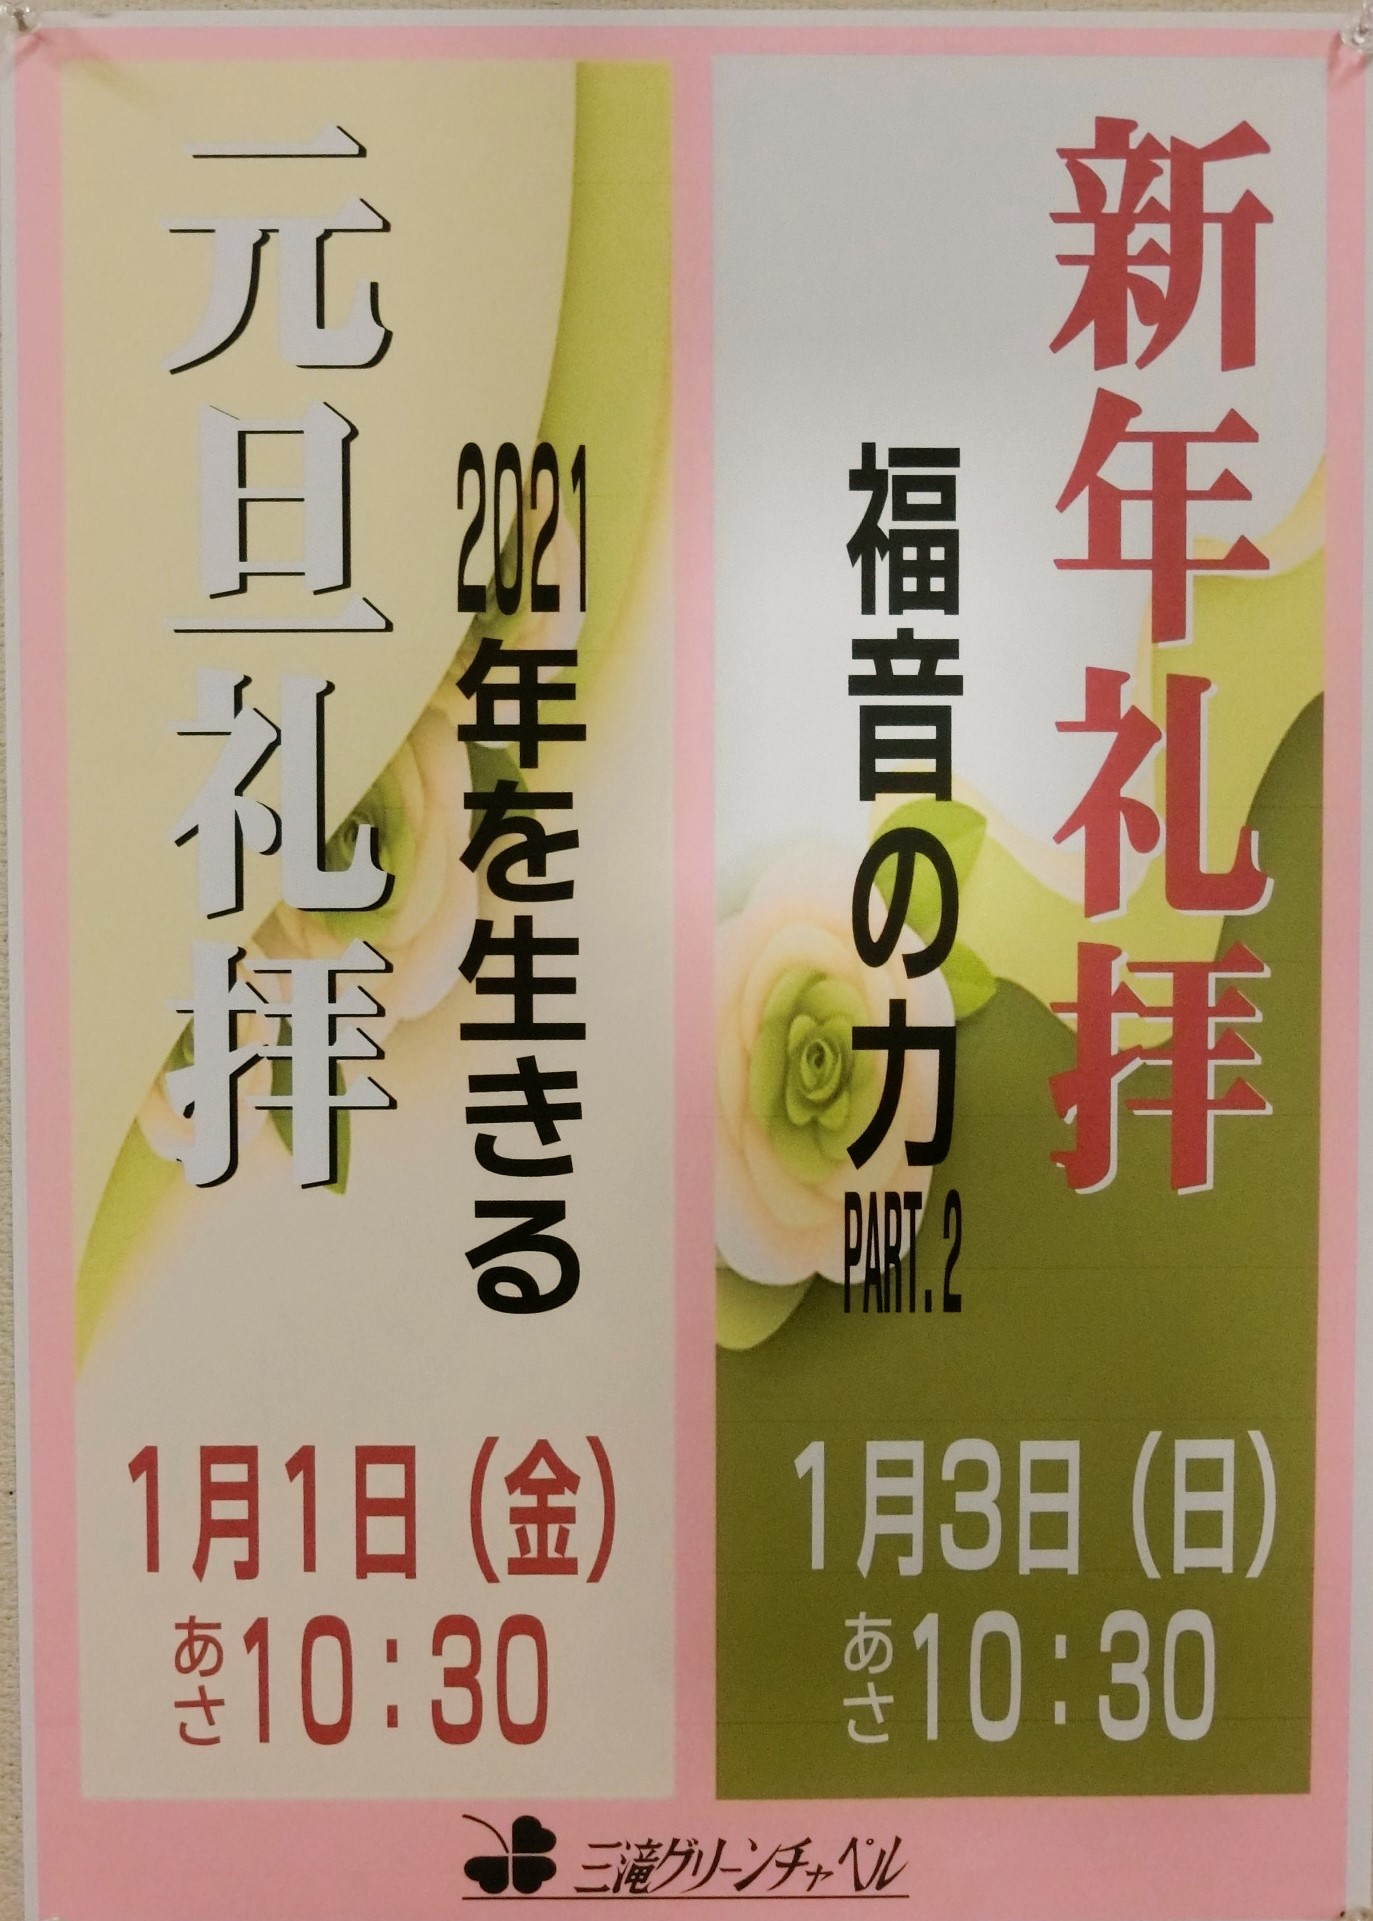 元旦礼拝
2021年を生きる
1月1日（金）
あさ10：30
新年礼拝
福音の力 PART.2
1月3日（日）
あさ10：30
三滝グリーンチャペル